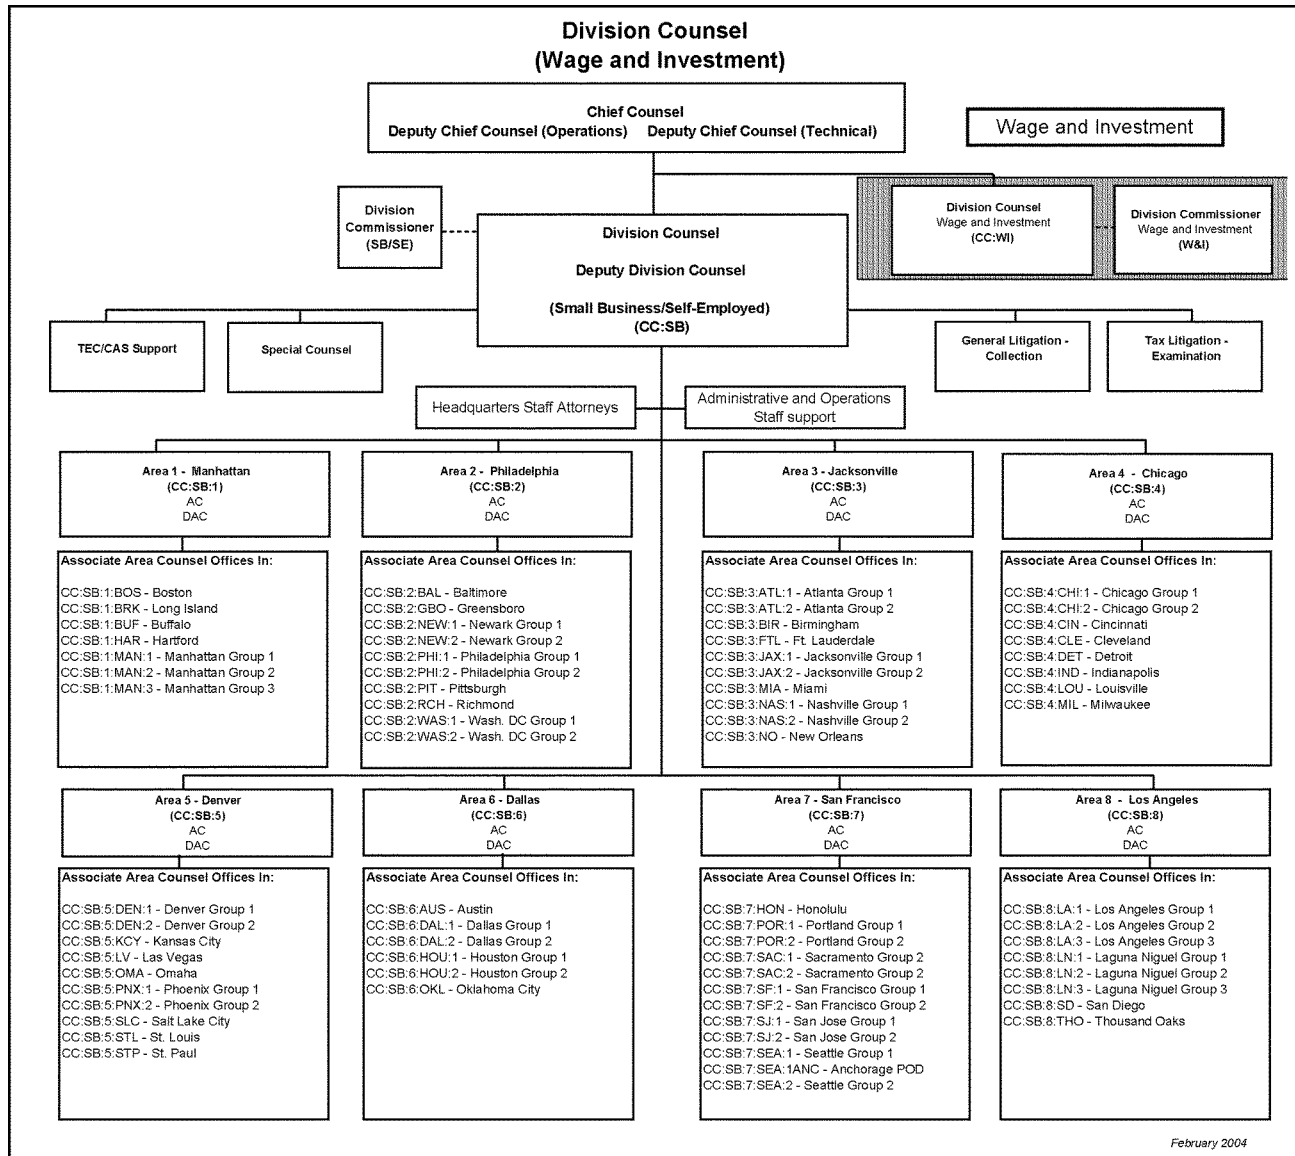 Division Counsel
(Wage and Investment)
Chief Counsel
Deputy Chief Counsel (Operations) Deputy Chief Counsel (Technical)
Wage and Investment
Division
Commissioner
(SB/SE)
Division Counsel
Deputy Division Counsel
(Small Business/Self-Employed)
(CC:SB)
Division Counsel
Wage and Investment
(CC:WI)
Division Commissioner
Wage and Investment
(W&I)
TEC/CAS Support
Special Counsel
General Litigation -
Collection
Tax Litigation -
Examination
Headquarters Staff Attorneys
Administrative and Operations
Staff support
Area 1 - Manhattan
(CC:SB:1)
AC
DAC
Area 2 - Philadelphia
(CC:SB:2)
AC
DAC
Area 3 - Jacksonville
(CC:SB:3)
AC
DAC
Area 4 - Chicago
(CC:SB:4)
AC
DAC
Associate Area Counsel Offices In:
CC:SB:1:BOS - Boston
CC:SB:1:BRK - Long Island
CC:SB:1:BUF - Buffalo
CC:SB:1:HAR - Hartford
CC:SB:1:MAN:1 - Manhattan Group 1
CC:SB:1:MAN:2 - Manhattan Group 2
CC:SB:1:MAN:3 - Manhattan Group 3
Associate Area Counsel Offices In:
CC:SB:2:BAL - Baltimore
CC:SB:2:GBO - Greensboro
CC:SB:2:NEW:1 - Newark Group 1
CC:SB:2:NEW:2 - Newark Group 2
CC:SB:2:PHI:1 - Philadelphia Group 1
CC:SB:2:PHI:2 - Philadelphia Group 2
CC:SB:2:PIT - Pittsburgh
CC:SB:2:RCH - Richmond
CC:SB:2:WAS:1 - Wash. DC Group 1
CC:SB:2:WAS:2 - Wash. DC Group 2
Associate Area Counsel Offices In:
CC:SB:3:ATL:1 - Atlanta Group 1
CC:SB:3:ATL:2 - Atlanta Group 2
CC:SB:3:BIR - Birmingham
CC:SB:3:FTL - Ft. Lauderdale
CC:SB:3:JAX:1 - Jacksonville Group 1
CC:SB:3:JAX:2 - Jacksonville Group 2
CC:SB:3:MIA - Miami
CC:SB:3:NAS:1 - Nashville Group 1
CC:SB:3:NAS:2 - Nashville Group 2
CC:SB:3:NO - New Orleans
Associate Area Counsel Offices In:
CC:SB:4:CHI:1 - Chicago Group 1
CC:SB:4:CHI:2 - Chicago Group 2
CC:SB:4:CIN - Cincinnati
CC:SB:4:CLE - Cleveland
CC:SB:4:DET - Detroit
CC:SB:4:IND - Indianapolis
CC:SB:4:LOU - Louisville
CC:SB:4:MIL - Milwaukee
Area 5 - Denver
(CC:SB:5)
AC
DAC
Area 6 - Dallas
(CC:SB:6)
AC
DAC
Area 7 - San Francisco
(CC:SB:7)
AC
DAC
Area 8 - Los Angeles
(CC:SB:8)
AC
DAC
Associate Area Counsel Offices In:
CC:SB:5:DEN:1 - Denver Group 1
CC:SB:5:DEN:2 - Denver Group 2
CC:SB:5:KCY - Kansas City
CC:SB:5:LV - Las Vegas
CC:SB:5:OMA - Omaha
CC:SB:5:PNX:1 - Phoenix Group 1
CC:SB:5:PNX:2 - Phoenix Group 2
CC:SB:5:SLC - Salt Lake City
CC:SB:5:STL - St. Louis
CC:SB:5:STP - St. Paul
Associate Area Counsel Offices In:
CC:SB:6:AUS - Austin
CC:SB:6:DAL:1 - Dallas Group 1
CC:SB:6:DAL:2 - Dallas Group 2
CC:SB:6:HOU:1 - Houston Group 1
CC:SB:6:HOU:2 - Houston Group 2
CC:SB:6:OKL - Oklahoma City
Associate Area Counsel Offices In:
CC:SB:7:HON - Honolulu
CC:SB:7:POR:1 - Portland Group 1
CC:SB:7:POR:2 - Portland Group 2
CC:SB:7:SAC:1 - Sacramento Group 2
CC:SB:7:SAC:2 - Sacramento Group 2
CC:SB:7:SF:1 - San Francisco Group 1
CC:SB:7:SF:2 - San Francisco Group 2
CC:SB:7:SJ:1 - San Jose Group 1
CC:SB:7:SJ:2 - San Jose Group 2
CC:SB:7:SEA:1 - Seattle Group 1
CC:SB:7:SEA:1ANC - Anchorage POD
CC:SB:7:SEA:2 - Seattle Group 2
Associate Area Counsel Offices In:
CC:SB:8:LA:1 - Los Angeles Group 1
CC:SB:8:LA:2 - Los Angeles Group 2
CC:SB:8:LA:3 - Los Angeles Group 3
CC:SB:8:LN:1 - Laguna Niguel Group 1
CC:SB:8:LN:2 - Laguna Niguel Group 2
CC:SB:8:LN:3 - Laguna Niguel Group 3
CC:SB:8:SD - San Diego
CC:SB:8:THO - Thousand Oaks
February 2004